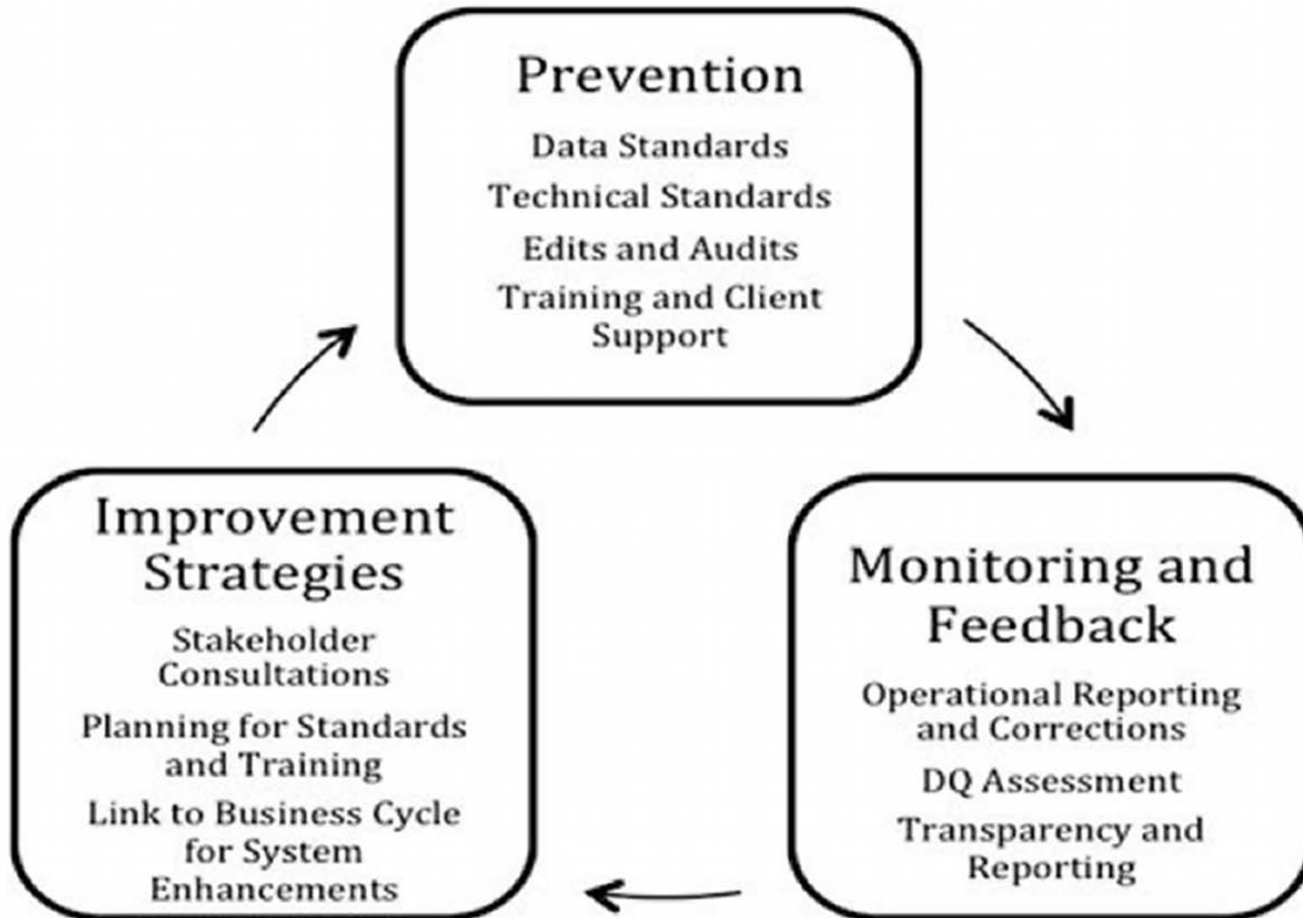 Prevention
Data Standards
Technical Standards
Edits and Audits
Training and Client
Support
Improvement
Strategies
Stakeholder
Consultations
Planning for Standards
and Training
Link to Business Cycle
for System
Enhancements
Monitoring and
Feedback
Operational Reporting
and Corrections
DQ Assessment
Transparency and
Reporting